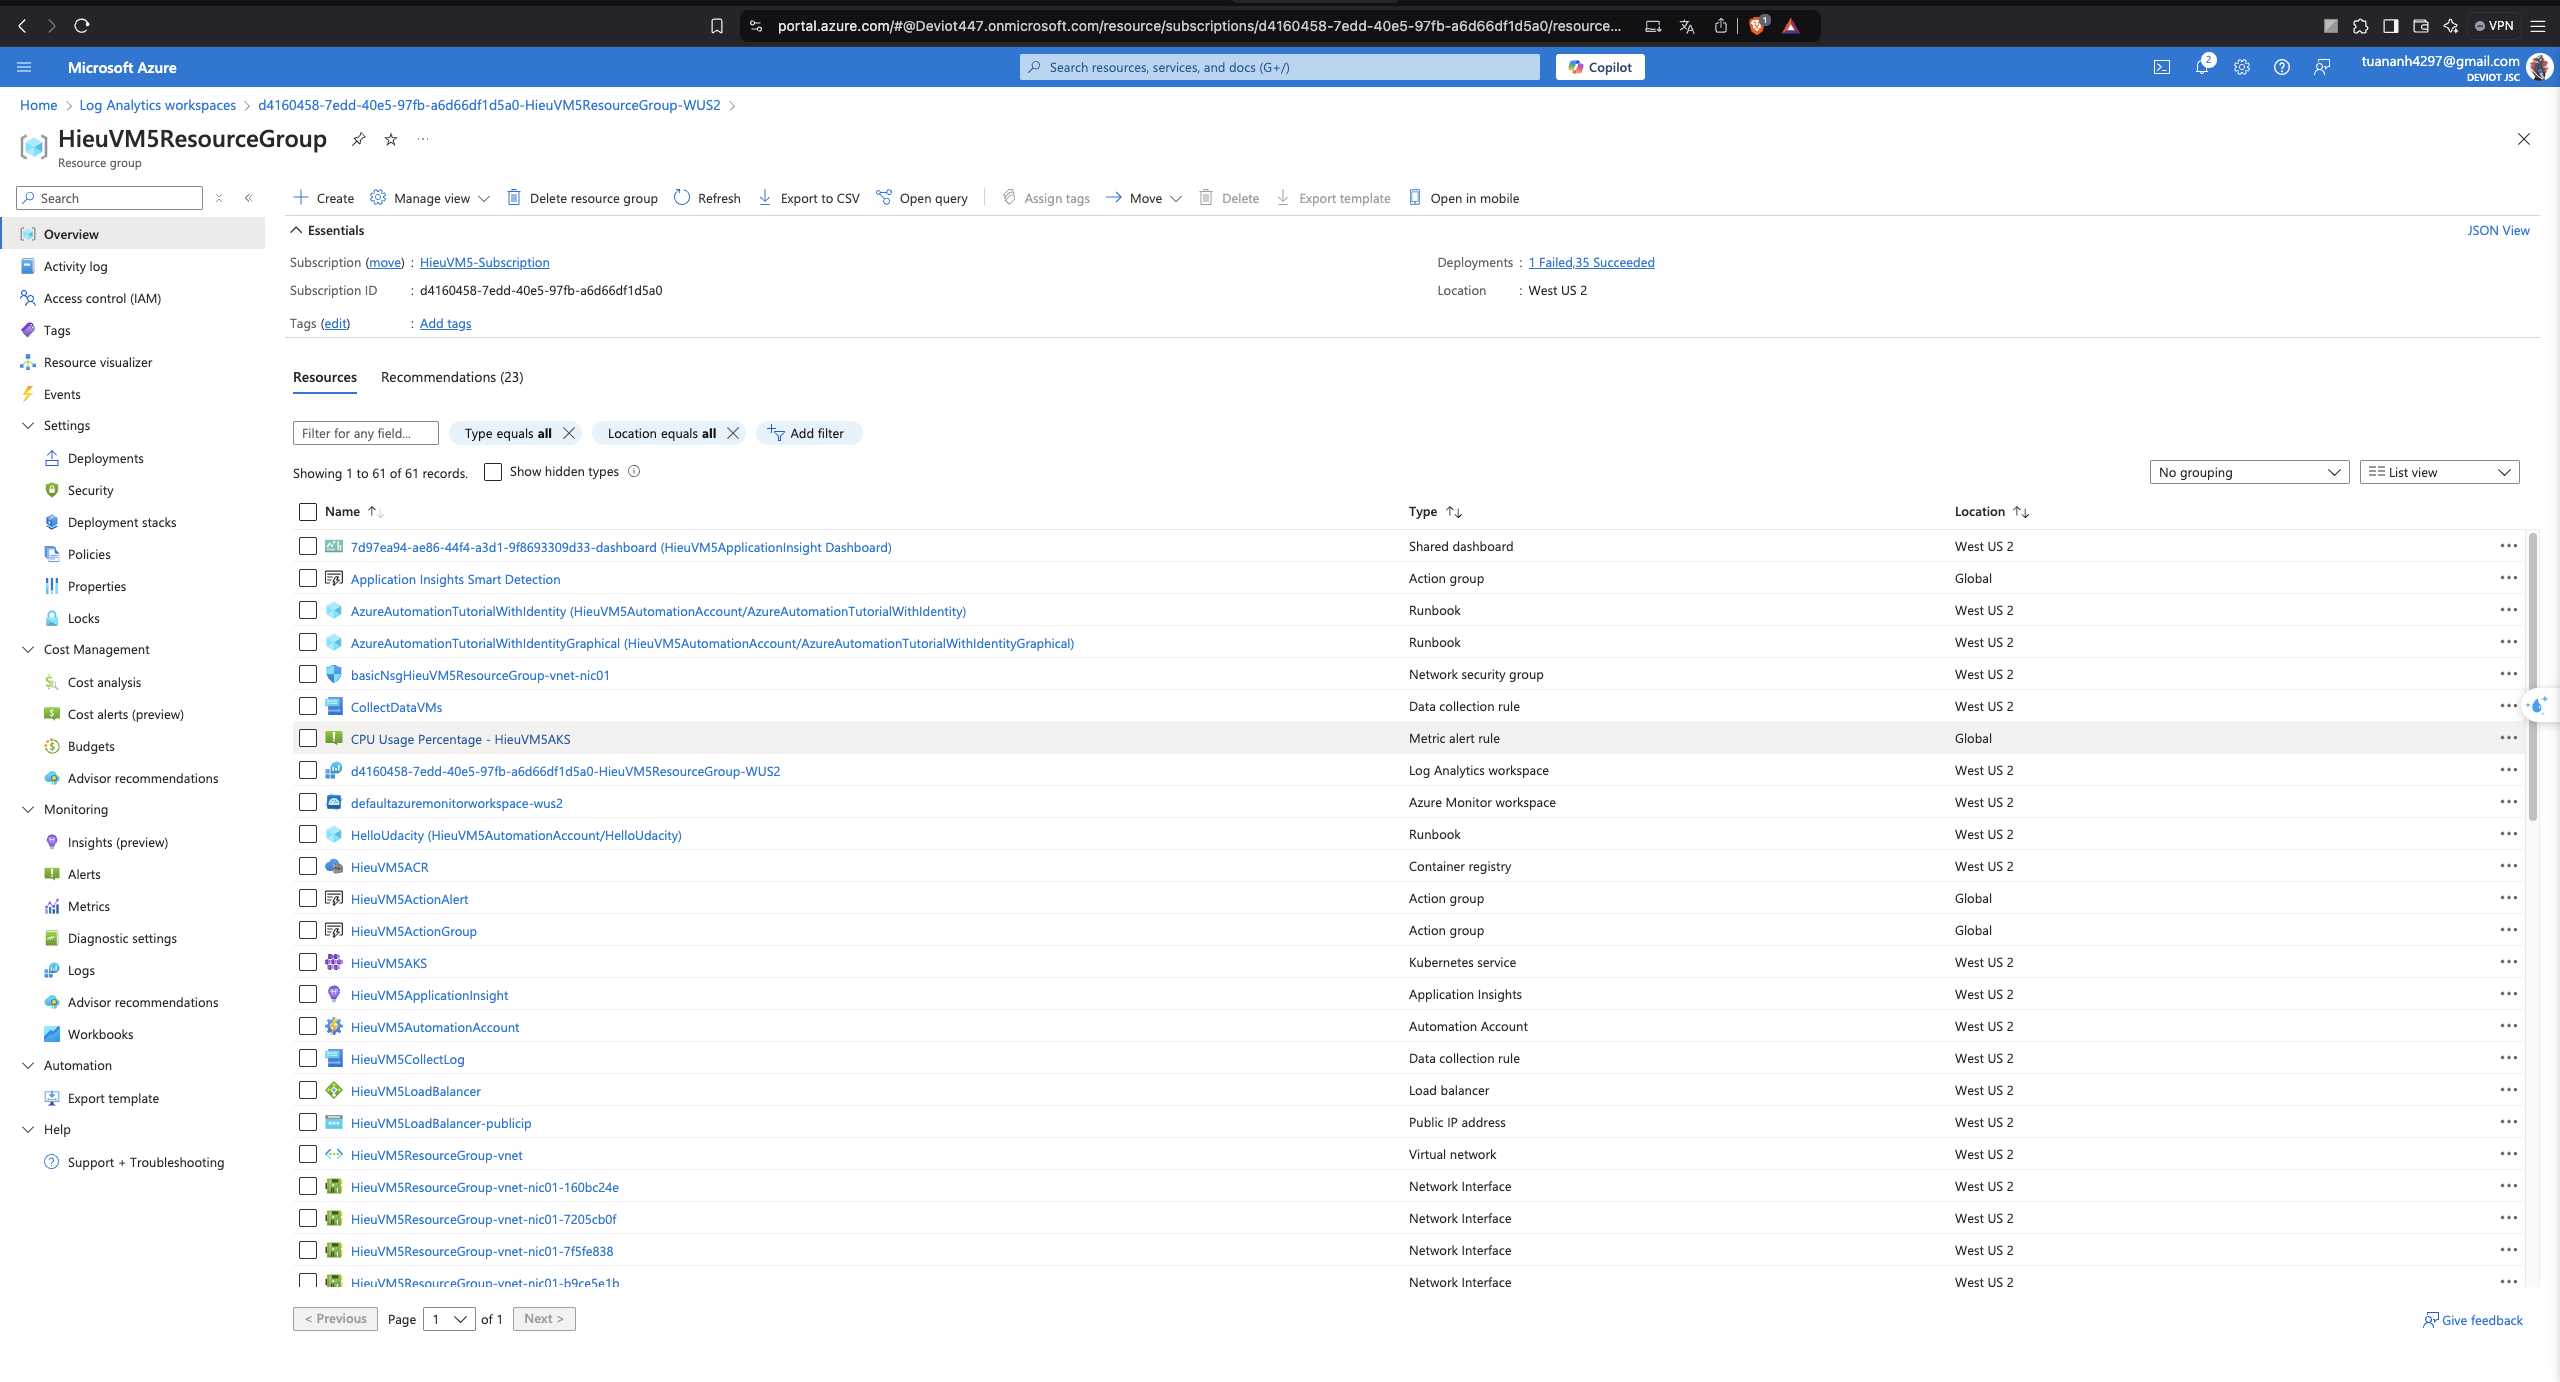 portal.azure.com/#@Deviot447.onmicrosoft.com/resource/subscriptions/d4160458-7edd-40e5-97fb-a6d66df1d5a0/resource...
1
VPN
Microsoft Azure
Search resources, services, and docs (G+/)
Copilot
2
tuananh4297@gmail.com
DEVIOT JSC
Home > Log Analytics workspaces > d4160458-7edd-40e5-97fb-a6d66df1d5a0-HieuVM5ResourceGroup-WUS2 >
HieuVM5ResourceGroup
Resource group
Search
Overview
Activity log
Access control (IAM)
Tags
Resource visualizer
Events
Settings
Deployments
Security
Deployment stacks
Policies
Properties
Locks
Cost Management
Cost analysis
Cost alerts (preview)
Budgets
Advisor recommendations
Monitoring
Insights (preview)
Alerts
Metrics
Diagnostic settings
Logs
Advisor recommendations
Workbooks
Automation
Export template
Help
Support + Troubleshooting
Create Manage view Delete resource group Refresh Export to CSV Open query Assign tags Move Delete Export template Open in mobile
Essentials JSON View
Subscription (move) : HieuVM5-Subscription Deployments : 1 Failed,35 Succeeded
Subscription ID : d4160458-7edd-40e5-97fb-a6d66df1d5a0 Location : West US 2
Tags (edit) : Add tags
Resources Recommendations (23)
Filter for any field... Type equals all Location equals all Add filter
Showing 1 to 61 of 61 records. Show hidden types No grouping List view
Name Type Location
7d97ea94-ae86-44f4-a3d1-9f8693309d33-dashboard (HieuVM5ApplicationInsight Dashboard) Shared dashboard West US 2
Application Insights Smart Detection Action group Global
AzureAutomationTutorialWithIdentity (HieuVM5AutomationAccount/AzureAutomationTutorialWithIdentity) Runbook West US 2
AzureAutomationTutorialWithIdentityGraphical (HieuVM5AutomationAccount/AzureAutomationTutorialWithIdentityGraphical) Runbook West US 2
basicNsgHieuVM5ResourceGroup-vnet-nic01 Network security group West US 2
CollectDataVMs Data collection rule West US 2
CPU Usage Percentage - HieuVM5AKS Metric alert rule Global
d4160458-7edd-40e5-97fb-a6d66df1d5a0-HieuVM5ResourceGroup-WUS2 Log Analytics workspace West US 2
defaultazuremonitorworkspace-wus2 Azure Monitor workspace West US 2
HelloUdacity (HieuVM5AutomationAccount/HelloUdacity) Runbook West US 2
HieuVM5ACR Container registry West US 2
HieuVM5ActionAlert Action group Global
HieuVM5ActionGroup Action group Global
HieuVM5AKS Kubernetes service West US 2
HieuVM5ApplicationInsight Application Insights West US 2
HieuVM5AutomationAccount Automation Account West US 2
HieuVM5CollectLog Data collection rule West US 2
HieuVM5LoadBalancer Load balancer West US 2
HieuVM5LoadBalancer-publicip Public IP address West US 2
HieuVM5ResourceGroup-vnet Virtual network West US 2
HieuVM5ResourceGroup-vnet-nic01-160bc24e Network Interface West US 2
HieuVM5ResourceGroup-vnet-nic01-7205cb0f Network Interface West US 2
HieuVM5ResourceGroup-vnet-nic01-7f5fe838 Network Interface West US 2
HieuVM5ResourceGroup-vnet-nic01-b9ce5e1b Network Interface West US 2
< Previous Page 1 of 1 Next > Give feedback